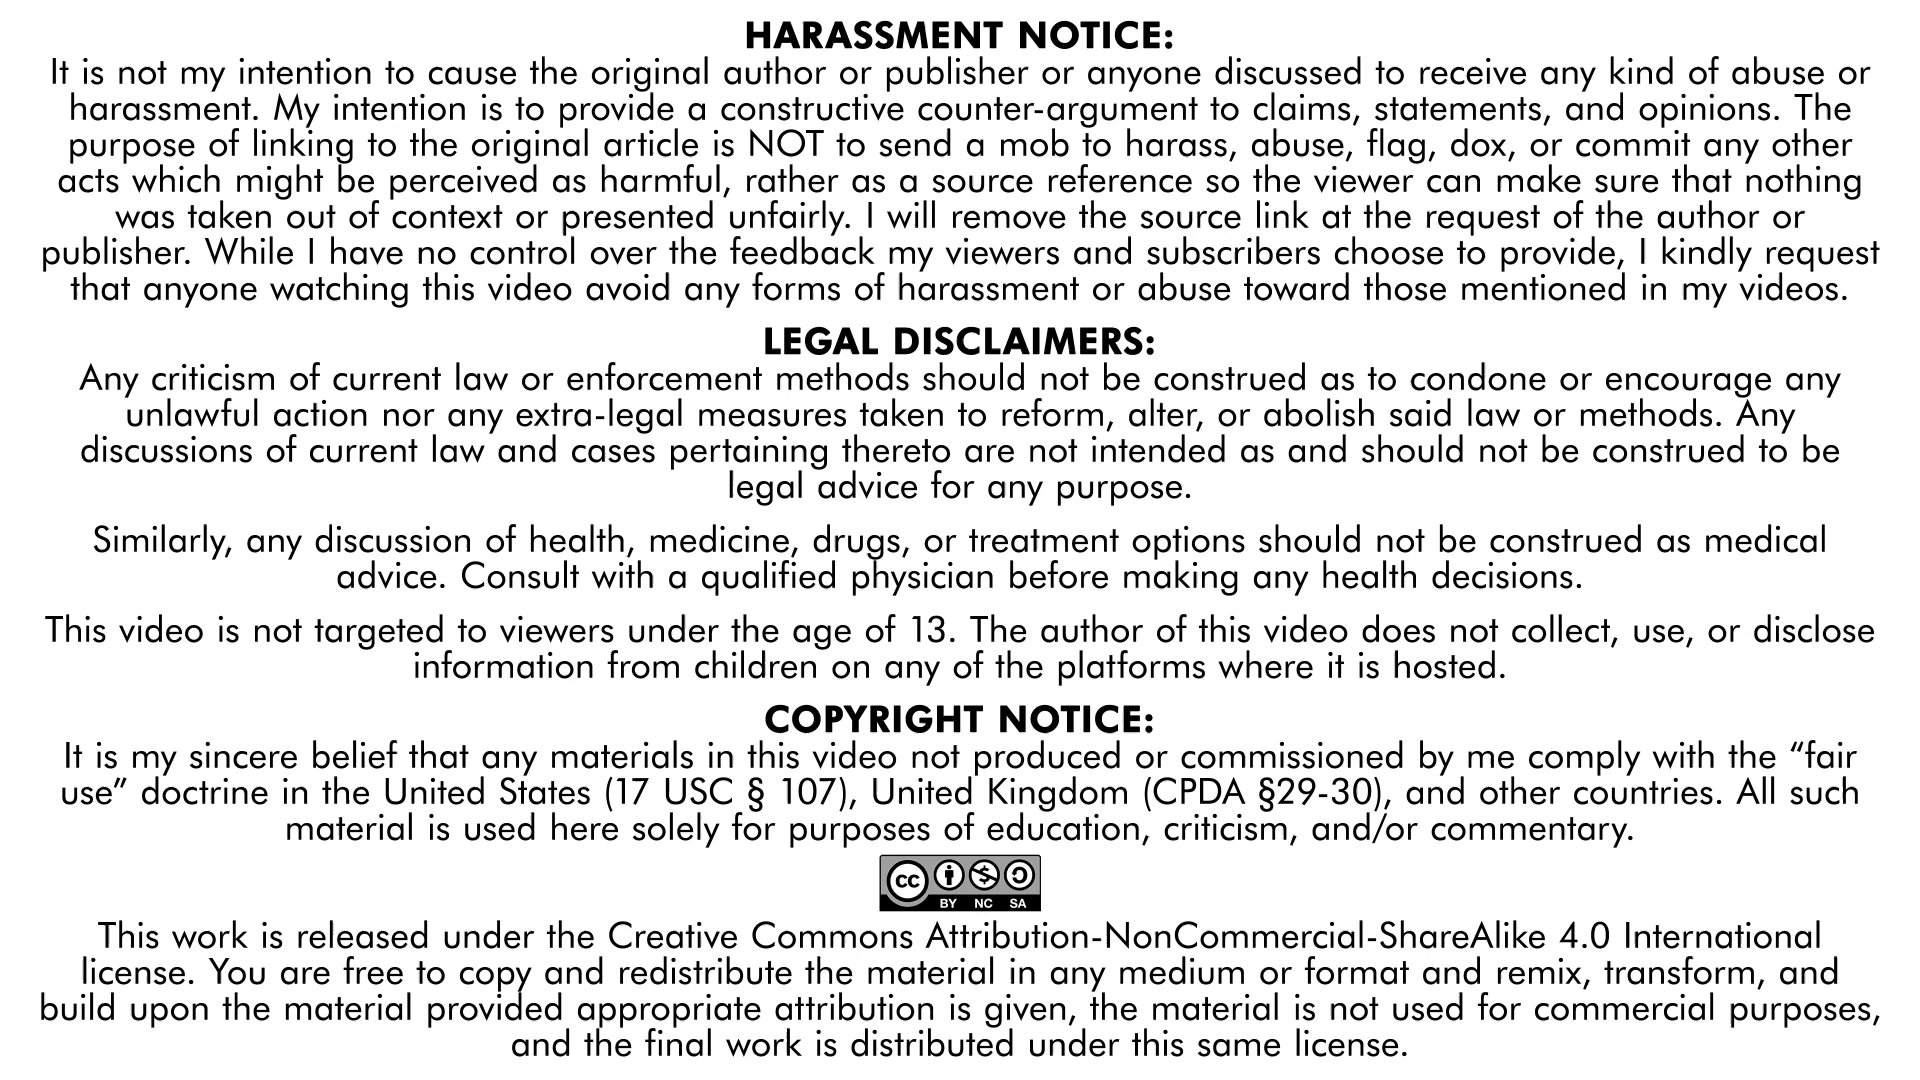 HARASSMENT NOTICE:
It is not my intention to cause the original author or publisher or anyone discussed to receive any kind of abuse or
harassment. My intention is to provide a constructive counter-argument to claims, statements, and opinions. The
purpose of linking to the original article is NOT to send a mob to harass, abuse, flag, dox, or commit any other
acts which might be perceived as harmful, rather as a source reference so the viewer can make sure that nothing
was taken out of context or presented unfairly. I will remove the source link at the request of the author or
publisher. While I have no control over the feedback my viewers and subscribers choose to provide, I kindly request
that anyone watching this video avoid any forms of harassment or abuse toward those mentioned in my videos.
LEGAL DISCLAIMERS:
Any criticism of current law or enforcement methods should not be construed as to condone or encourage any
unlawful action nor any extra-legal measures taken to reform, alter, or abolish said law or methods. Any
discussions of current law and cases pertaining thereto are not intended as and should not be construed to be
legal advice for any purpose.
Similarly, any discussion of health, medicine, drugs, or treatment options should not be construed as medical
advice. Consult with a qualified physician before making any health decisions.
This video is not targeted to viewers under the age of 13. The author of this video does not collect, use, or disclose
information from children on any of the platforms where it is hosted.
COPYRIGHT NOTICE:
It is my sincere belief that any materials in this video not produced or commissioned by me comply with the “fair
use” doctrine in the United States (17 USC § 107), United Kingdom (CPDA §29-30), and other countries. All such
material is used here solely for purposes of education, criticism, and/or commentary.
cc BY NC SA
This work is released under the Creative Commons Attribution-NonCommercial-ShareAlike 4.0 International
license. You are free to copy and redistribute the material in any medium or format and remix, transform, and
build upon the material provided appropriate attribution is given, the material is not used for commercial purposes,
and the final work is distributed under this same license.